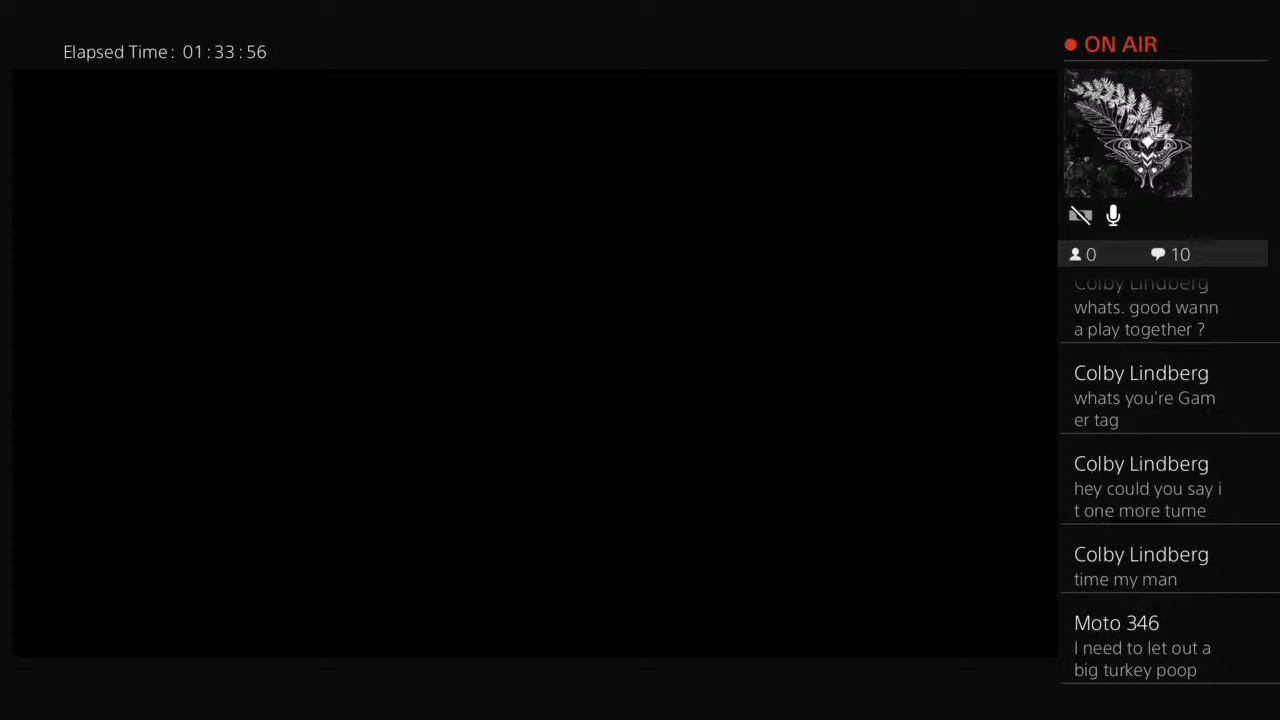 Elapsed Time: 01:33:56
ON AIR
0 10
Colby Lindberg
whats. good wann
a play together ?
Colby Lindberg
whats you're Gam
er tag
Colby Lindberg
hey could you say i
t one more tume
Colby Lindberg
time my man
Moto 346
I need to let out a
big turkey poop